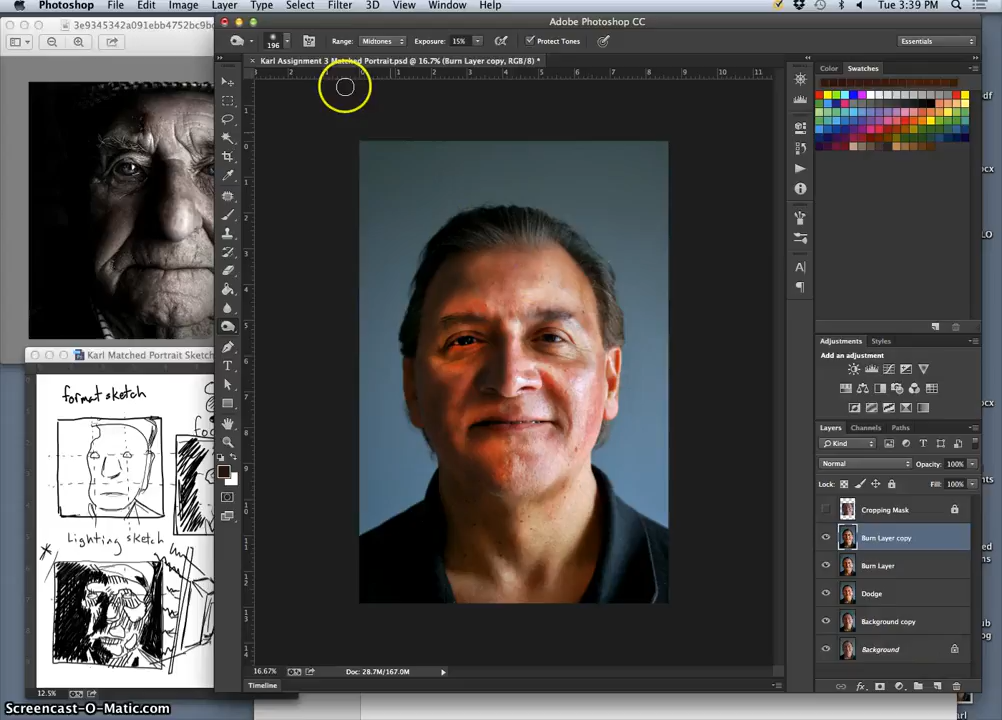 Photoshop File Edit Image Layer Type Select Filter 3D View Window Help Tue 3:39 PM
3e9345342a091ebb4752bc9b
Adobe Photoshop CC
196 Range: Midtones Exposure: 15% Protect Tones Essentials
Karl Assignment 3 Matched Portrait.psd @ 16.7% (Burn Layer copy, RGB/8) *
Color Swatches
Karl Matched Portrait Sketch
format sketch
Lighting sketch
12.5%
Adjustments Styles
Add an adjustment
Layers Channels Paths
Kind
Normal Opacity: 100%
Lock: Fill: 100%
Cropping Mask
Burn Layer copy
Burn Layer
Dodge
Background copy
Background
16.67% Doc: 28.7M/167.0M
Timeline
Screencast-O-Matic.com